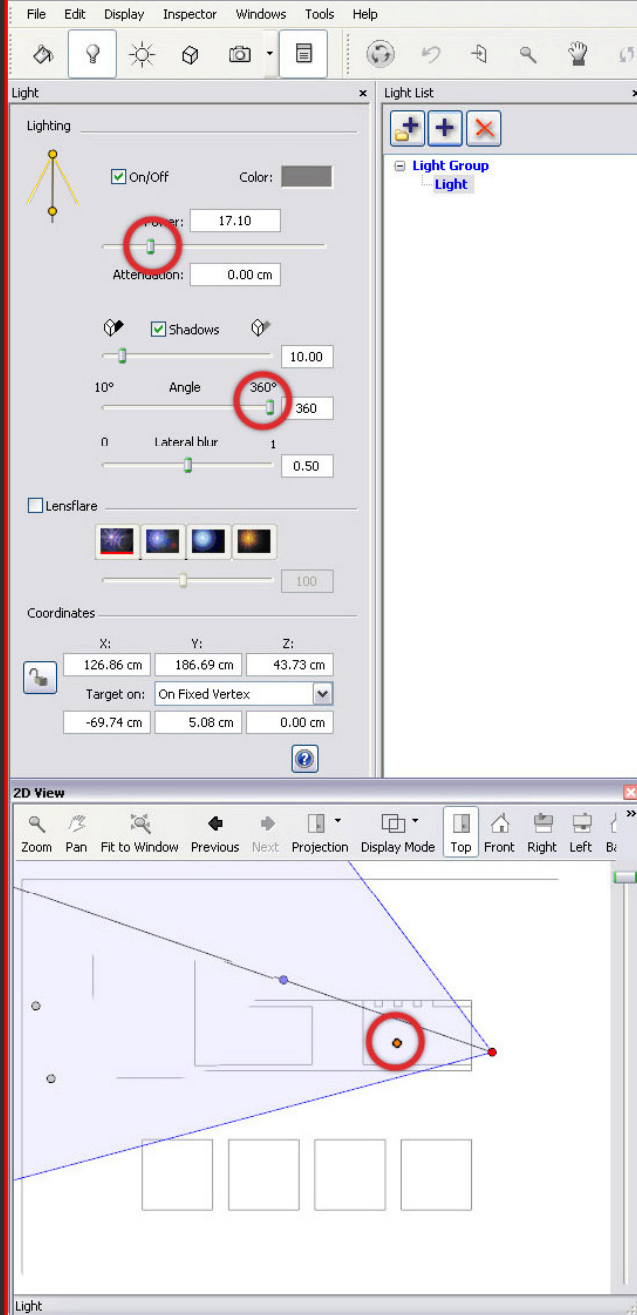 File Edit Display Inspector Windows Tools Help
Light
Light List
Lighting
Light Group
On/Off Color:
Light
Power: 17.10
Attenuation: 0.00 cm
Shadows
10.00
10° Angle 360°
360
0 Lateral blur 1
0.50
Lensflare
100
Coordinates
X: Y: Z:
126.86 cm 186.69 cm 43.73 cm
Target on: On Fixed Vertex
-69.74 cm 5.08 cm 0.00 cm
2D View
Zoom Pan Fit to Window Previous Next Projection Display Mode Top Front Right Left
Light